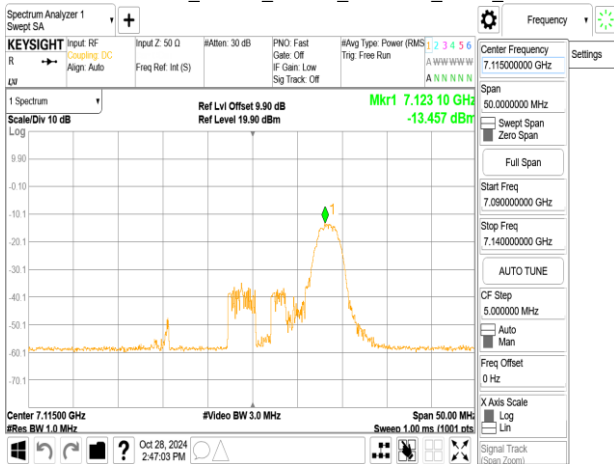 Spectrum Analyzer 1
Swept SA
Frequency
KEYSIGHT
R
Input: RF
Coupling: DC
Align: Auto
Input Z: 50 Ω
Freq Ref: Int (S)
#Atten: 30 dB
PNO: Fast
Gate: Off
IF Gain: Low
Sig Track: Off
#Avg Type: Power (RMS
Trig: Free Run
1 2 3 4 5 6
A W W W W W
A N N N N N
1 Spectrum
Scale/Div 10 dB
Ref Lvl Offset 9.90 dB
Ref Level 19.90 dBm
Mkr1 7.123 10 GHz
-13.457 dBm
Log
9.90
-0.10
-10.1
-20.1
-30.1
-40.1
-50.1
-60.1
-70.1
1
Center 7.11500 GHz
#Res BW 1.0 MHz
#Video BW 3.0 MHz
Span 50.00 MHz
Sweep 1.00 ms (1001 pts
Oct 28, 2024
2:47:03 PM
Center Frequency
7.115000000 GHz
Span
50.0000000 MHz
Swept Span
Zero Span
Full Span
Start Freq
7.090000000 GHz
Stop Freq
7.140000000 GHz
AUTO TUNE
CF Step
5.000000 MHz
Auto
Man
Freq Offset
0 Hz
X Axis Scale
Log
Lin
Signal Track
(Span Zoom)
Settings